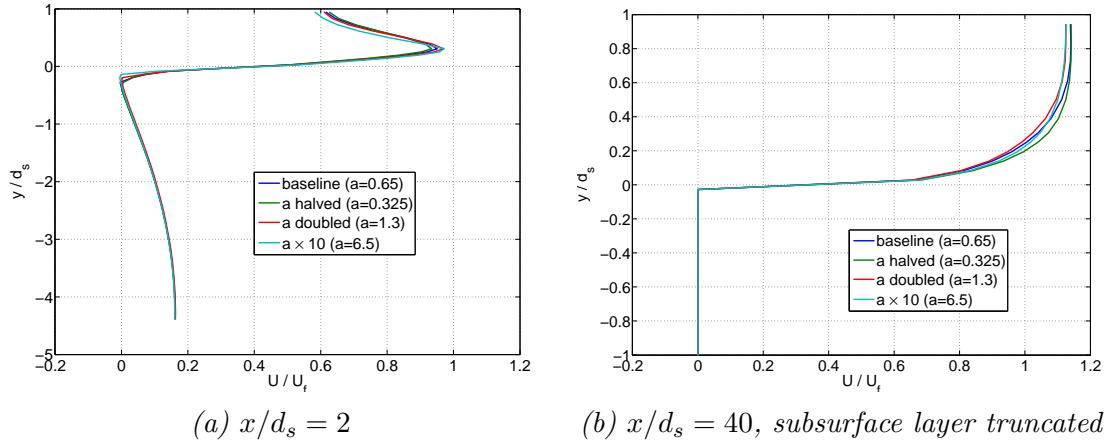 1
0
−1
−2
−3
−4
−5
y / d_s
−0.2 0 0.2 0.4 0.6 0.8 1 1.2
U / U_f
baseline (a=0.65)
a halved (a=0.325)
a doubled (a=1.3)
a × 10 (a=6.5)
(a) x/d_s = 2
1
0.8
0.6
0.4
0.2
0
−0.2
−0.4
−0.6
−0.8
−1
y / d_s
−0.2 0 0.2 0.4 0.6 0.8 1 1.2
U / U_f
baseline (a=0.65)
a halved (a=0.325)
a doubled (a=1.3)
a × 10 (a=6.5)
(b) x/d_s = 40, subsurface layer truncated